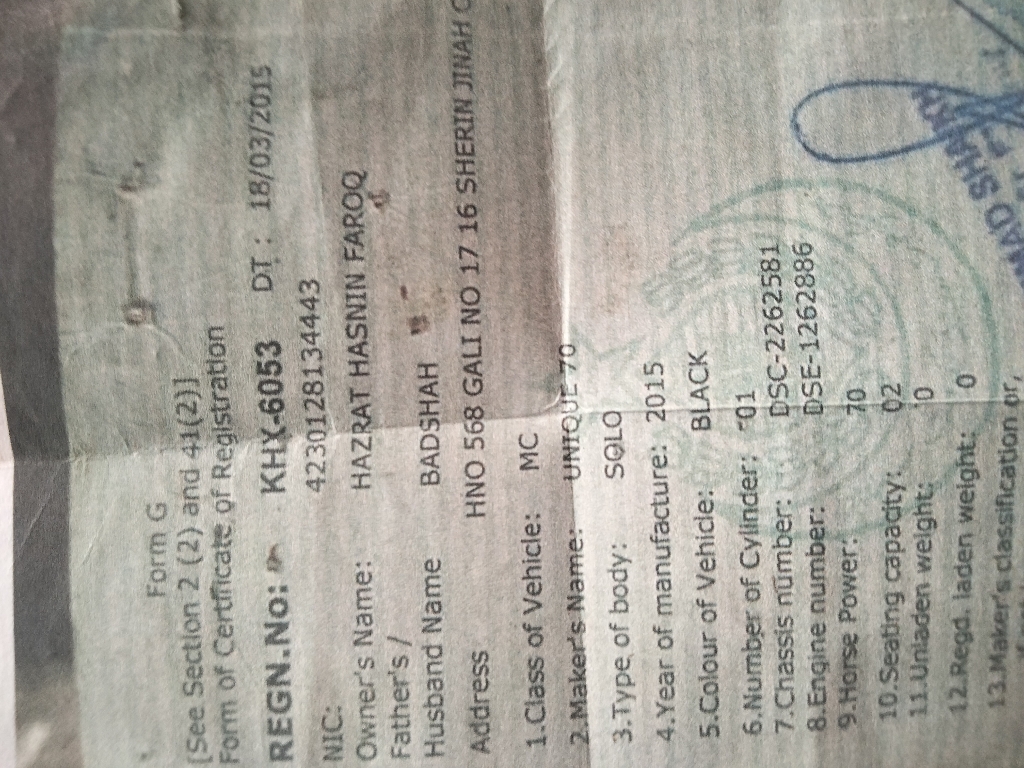 Form G
[See Section 2 (2) and 41(2)]
Form of Certificate of Registration
REGN.No: KHX-6053 DT : 18/03/2015
NIC: 4230128134443
Owner's Name: HAZRAT HASNIN FAROQ
Father's /
Husband Name BADSHAH
Address HNO 568 GALI NO 17 16 SHERIN JINAH C
1.Class of Vehicle: MC
2.Maker's Name: UNIQUE 70
3.Type of body: SOLO
4.Year of manufacture: 2015
5.Colour of Vehicle: BLACK
6.Number of Cylinder: 01
7.Chassis number: DSC-2262581
8.Engine number: DSE-1262886
9.Horse Power: 70
10.Seating capacity: 02
11.Unladen weight: 0
12.Regd. laden weight: 0
13.Maker's classification or,